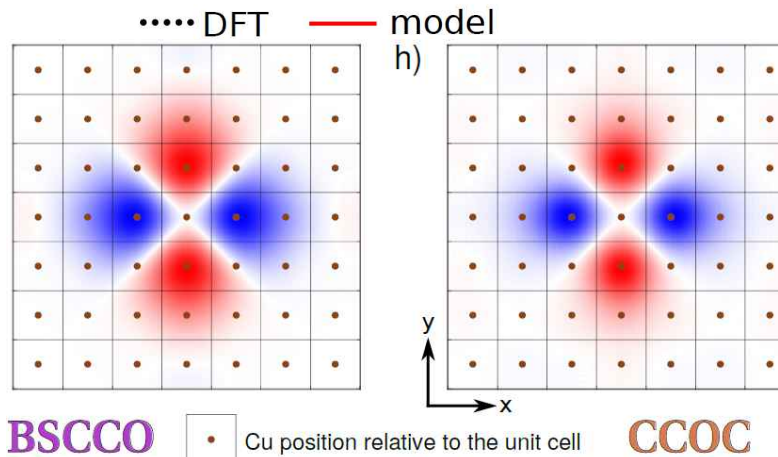 DFT
model
h)
y
x
BSCCO
Cu position relative to the unit cell
CCOC